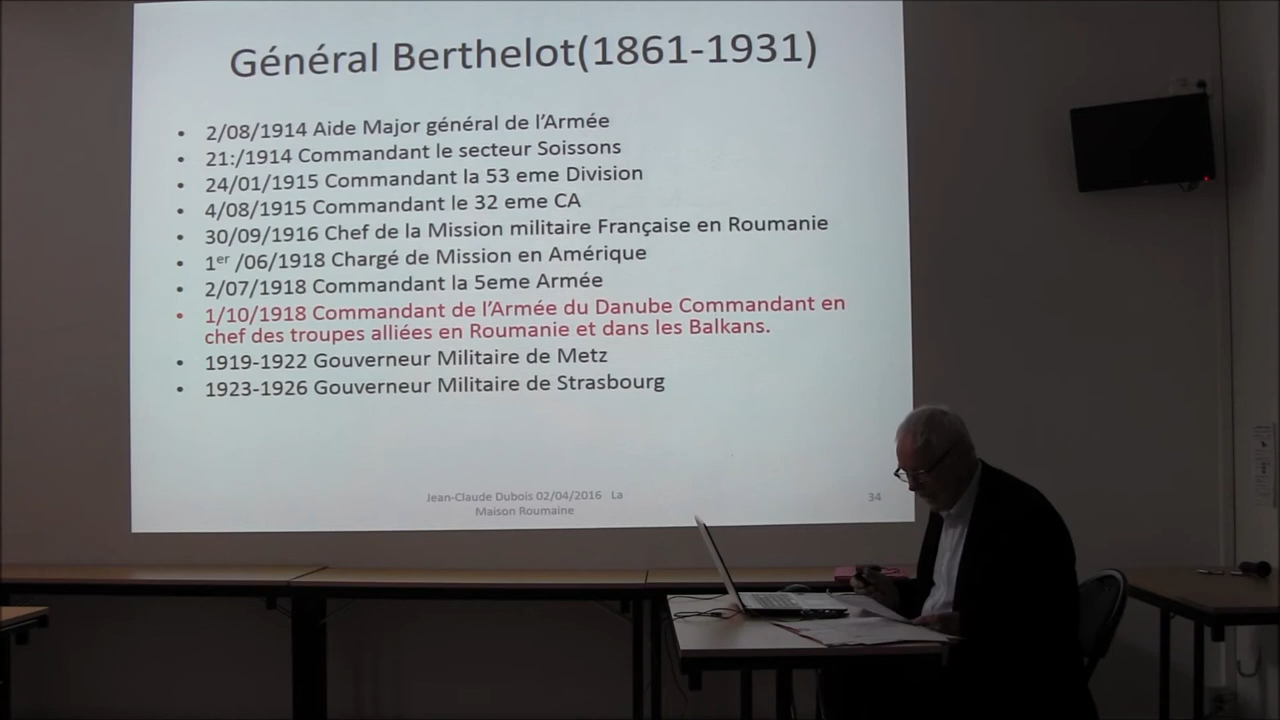 Général Berthelot(1861-1931)
• 2/08/1914 Aide Major général de l'Armée
• 21:/1914 Commandant le secteur Soissons
• 24/01/1915 Commandant la 53 eme Division
• 4/08/1915 Commandant le 32 eme CA
• 30/09/1916 Chef de la Mission militaire Française en Roumanie
• 1er /06/1918 Chargé de Mission en Amérique
• 2/07/1918 Commandant la 5eme Armée
• 1/10/1918 Commandant de l'Armée du Danube Commandant en
chef des troupes alliées en Roumanie et dans les Balkans.
• 1919-1922 Gouverneur Militaire de Metz
• 1923-1926 Gouverneur Militaire de Strasbourg
Jean-Claude Dubois 02/04/2016 La
Maison Roumaine
34